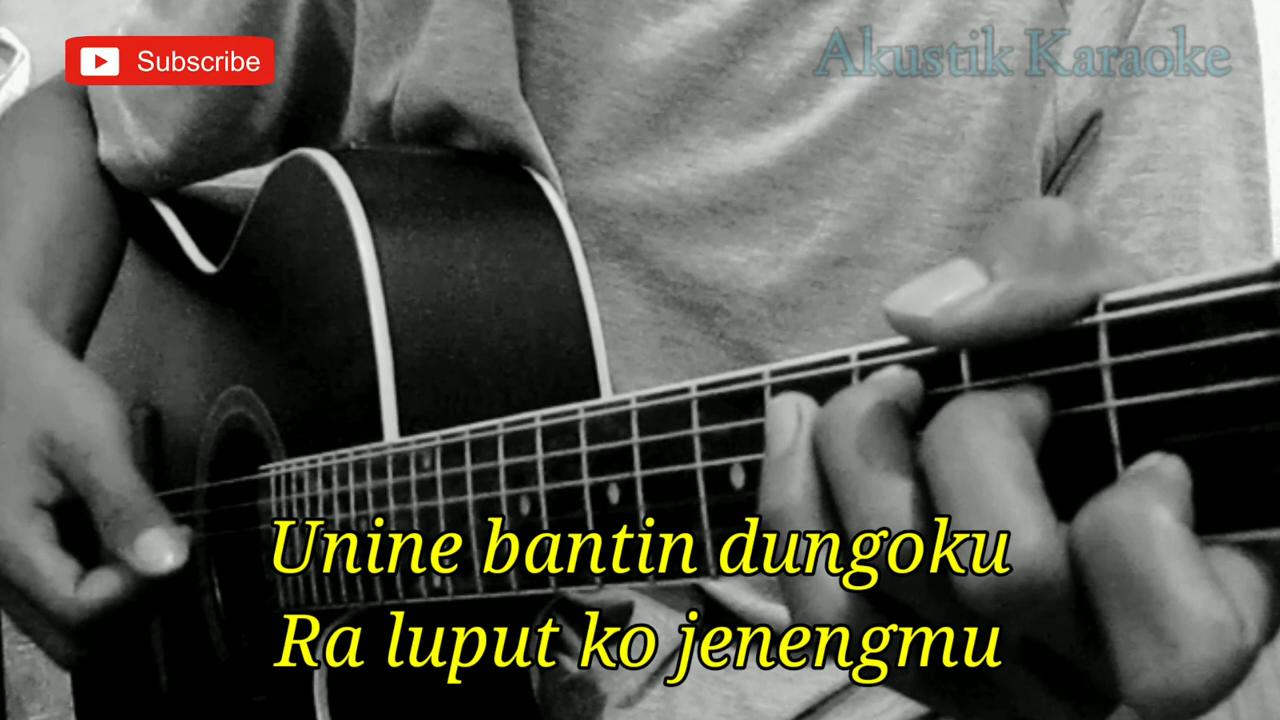 Subscribe
Akustik Karaoke
Unine bantin dungoku
Ra luput ko jenengmu